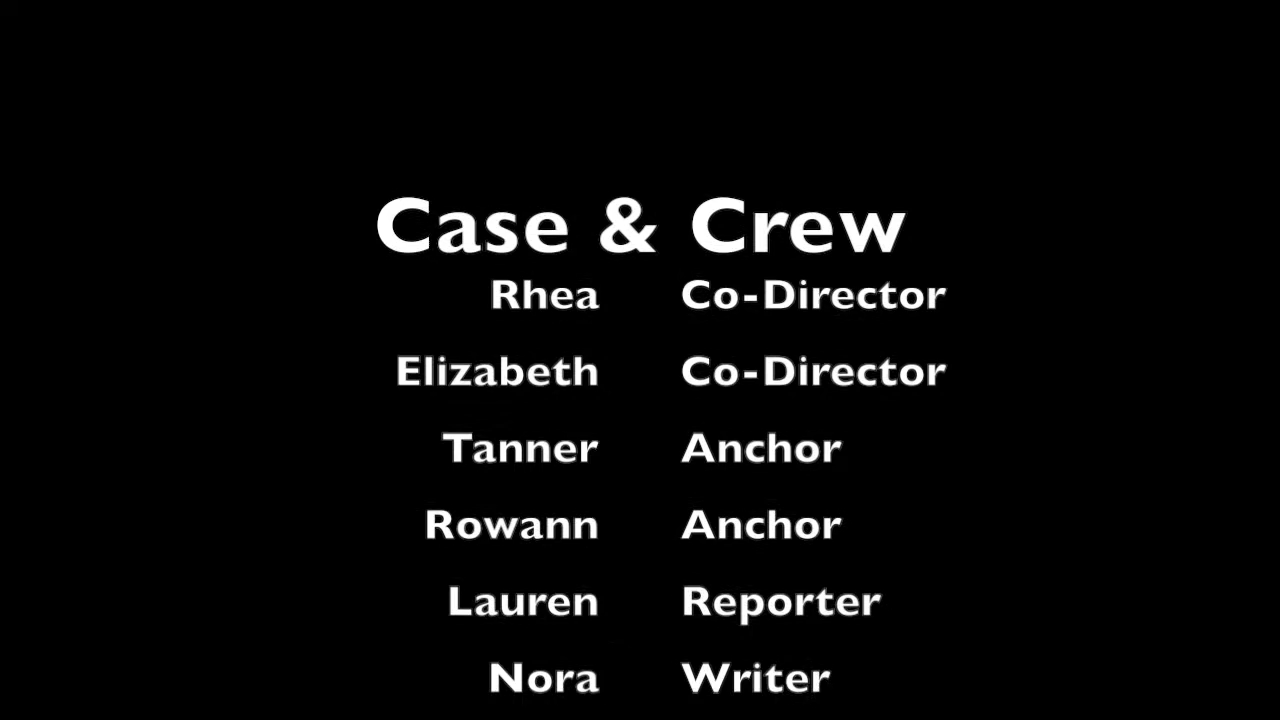 Case & Crew
Rhea Co-Director
Elizabeth Co-Director
Tanner Anchor
Rowann Anchor
Lauren Reporter
Nora Writer